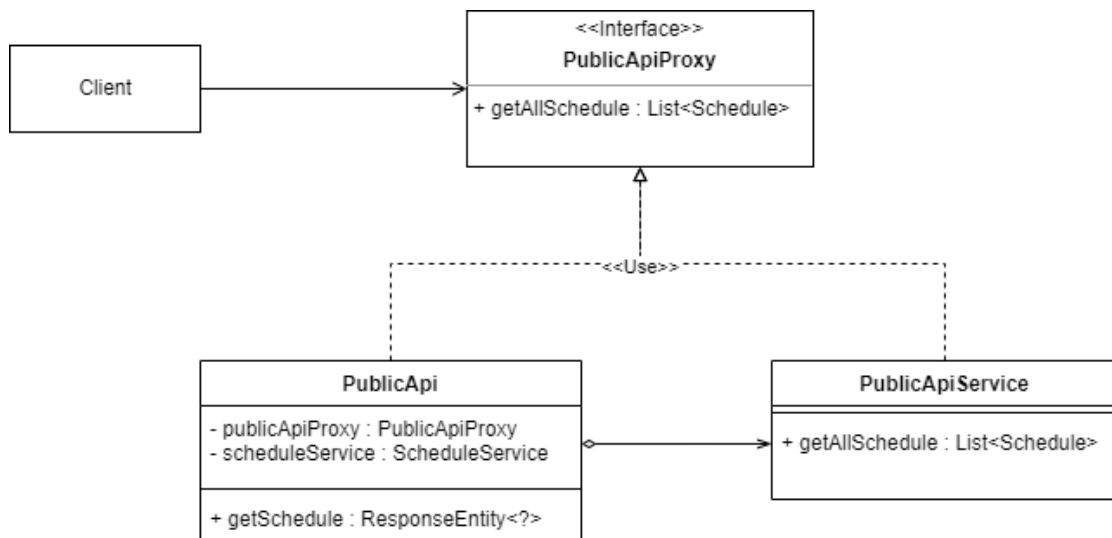 <<Interface>>
PublicApiProxy
Client
+ getAllSchedule : List<Schedule>
<<Use>>
PublicApi
- publicApiProxy : PublicApiProxy
- scheduleService : ScheduleService
+ getSchedule : ResponseEntity<?>
PublicApiService
+ getAllSchedule : List<Schedule>